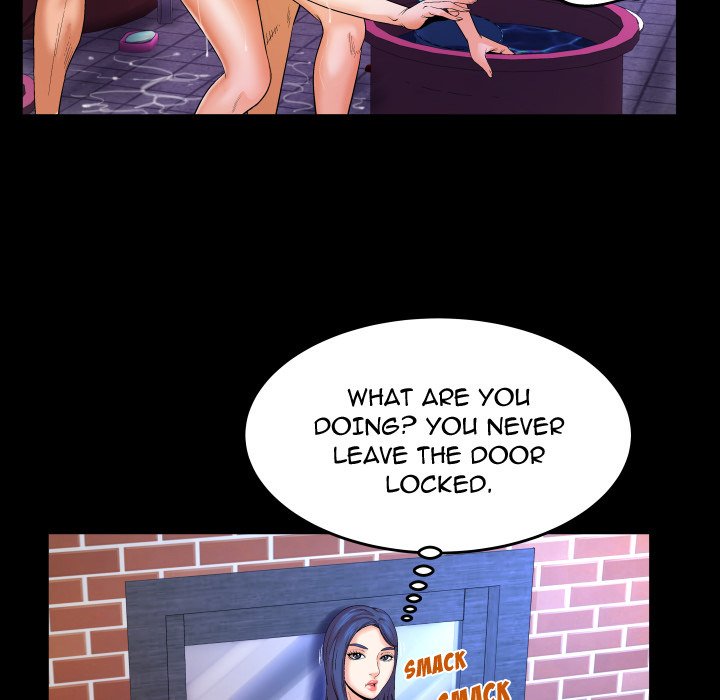 WHAT ARE YOU
DOING? YOU NEVER
LEAVE THE DOOR
LOCKED.
SMACK
SMACK